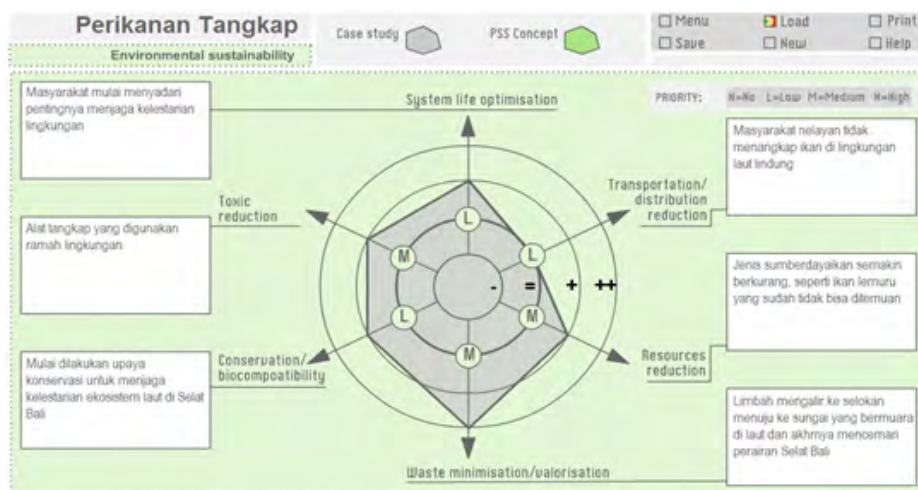 Perikanan Tangkap
Environmental sustainability
Case study
PSS Concept
Menu
Load
Print
Save
New
Help
PRIORITY: N=No L=Low M=Medium H=High
Masyarakat mulai menyadari
pentingnya menjaga kelestarian
lingkungan
System life optimisation
Masyarakat nelayan tidak
menangkap ikan di lingkungan
laut lindung
Transportation/
distribution
reduction
Toxic
reduction
Alat tangkap yang digunakan
ramah lingkungan
L
L
M
- = + ++
L
M
M
Jenis sumberdayaikan semakin
berkurang, seperti ikan lemuru
yang sudah tidak bisa ditemuan
Resources
reduction
Conservation/
biocompoatibility
Mulai dilakukan upaya
konservasi untuk menjaga
kelestarian ekosistem laut di Selat
Bali
Limbah mengalir ke selokan
menuju ke sungai yang bermuara
di laut dan akhrnya mencemari
perairan Selat Bali
Waste minimisation/valorisation